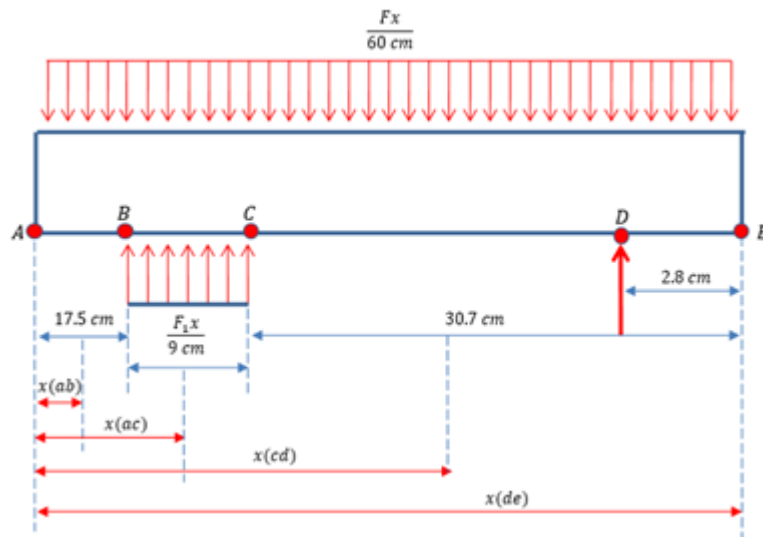 Fx
60 cm
A
B
C
D
E
2.8 cm
17.5 cm
F₁x
9 cm
30.7 cm
x(ab)
x(ac)
x(cd)
x(de)